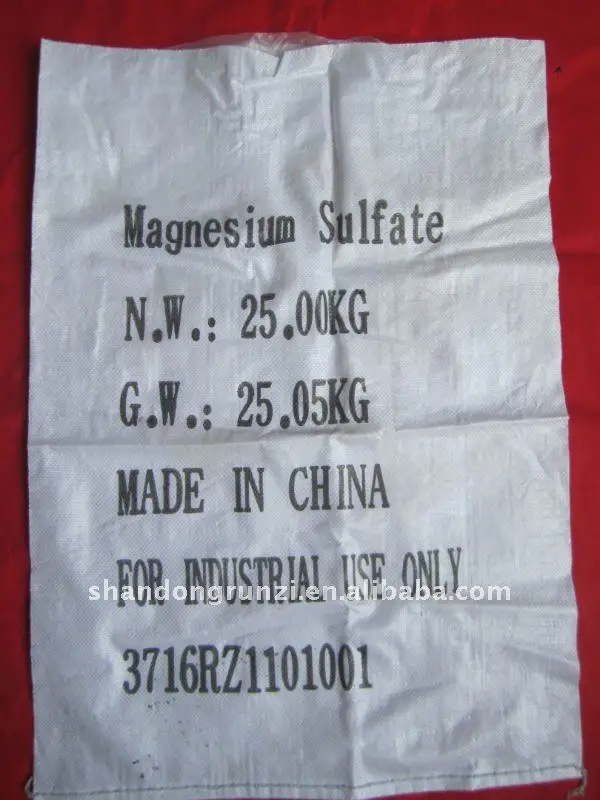 Magnesium Sulfate
N.W.: 25.00KG
G.W.: 25.05KG
MADE IN CHINA
FOR INDUSTRIAL USE ONLY
shandongrunzi.en.alibaba.com
3716RZ1101001